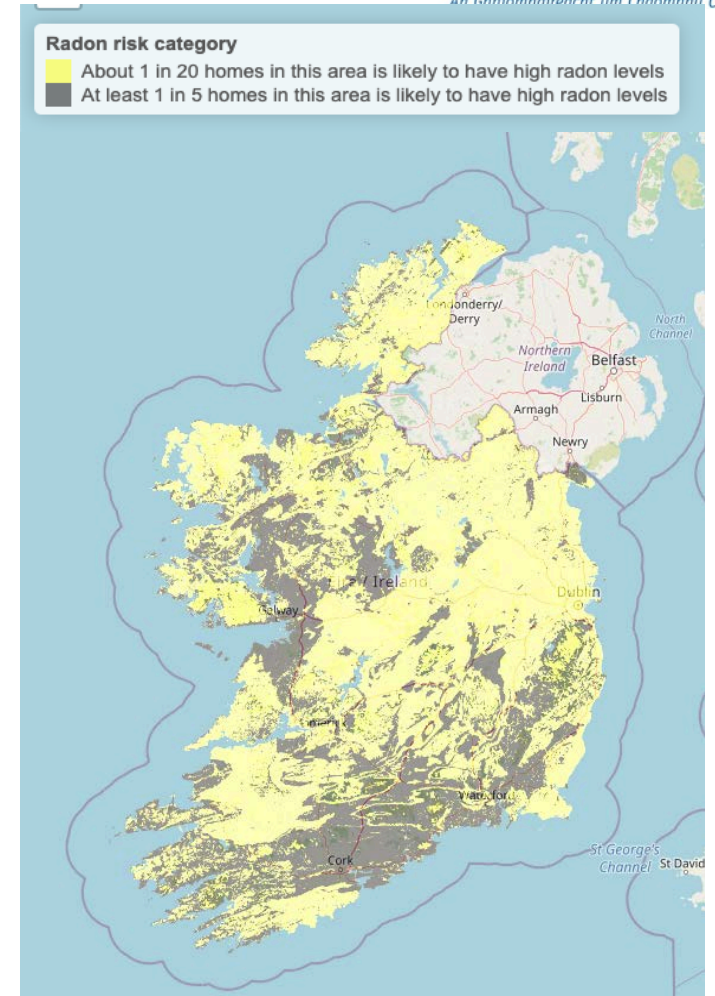 Radon risk category
About 1 in 20 homes in this area is likely to have high radon levels
At least 1 in 5 homes in this area is likely to have high radon levels
Londonderry/
Derry
North
Channel
Northern
Ireland
Belfast
Lisburn
Armagh
Newry
/ Ireland
Dublin
Galway
Cork
St George's
Channel
St David